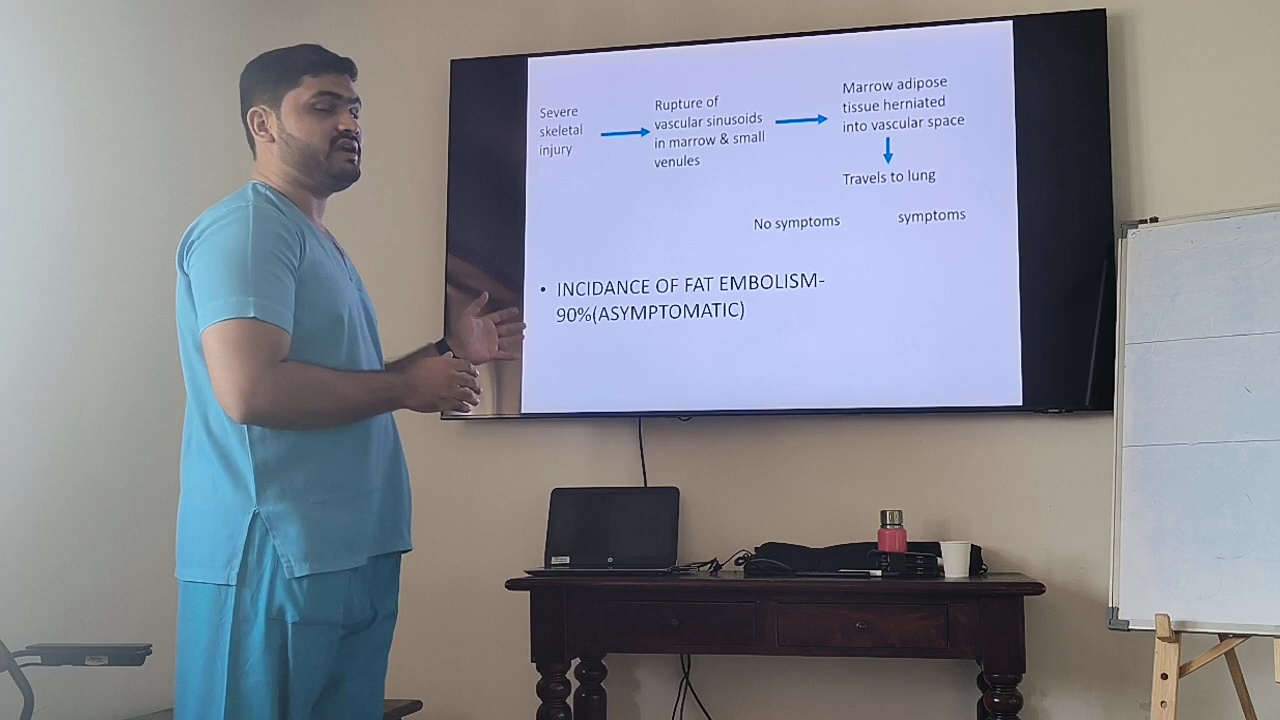 Severe
skeletal
injury
Rupture of
vascular sinusoids
in marrow & small
venules
Marrow adipose
tissue herniated
into vascular space
Travels to lung
No symptoms
symptoms
• INCIDANCE OF FAT EMBOLISM-
90%(ASYMPTOMATIC)